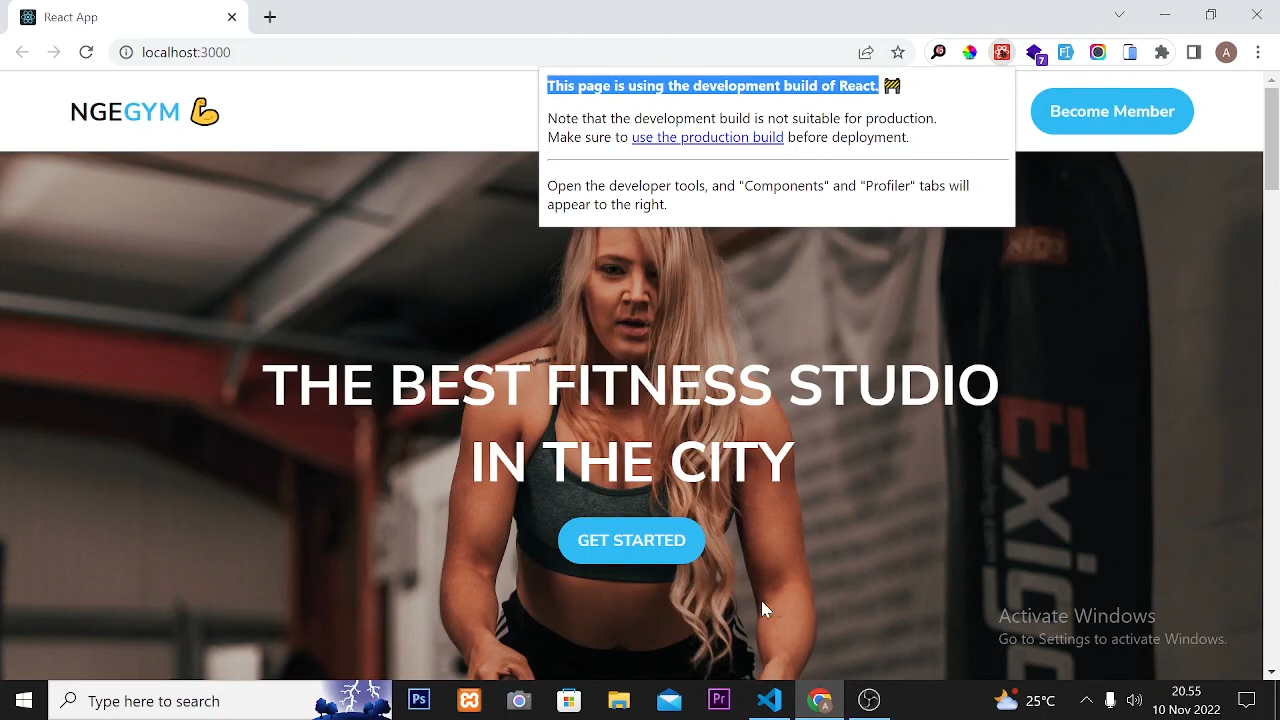 React App
localhost:3000
7
A
This page is using the development build of React. 🚧
Note that the development build is not suitable for production.
Make sure to use the production build before deployment.
Open the developer tools, and "Components" and "Profiler" tabs will
appear to the right.
NGEGYM 💪
Become Member
THE BEST FITNESS STUDIO
IN THE CITY
GET STARTED
Exigo
Activate Windows
Go to Settings to activate Windows.
Type here to search
Ps
Pr
A
25°C
20.55
10 Nov 2022